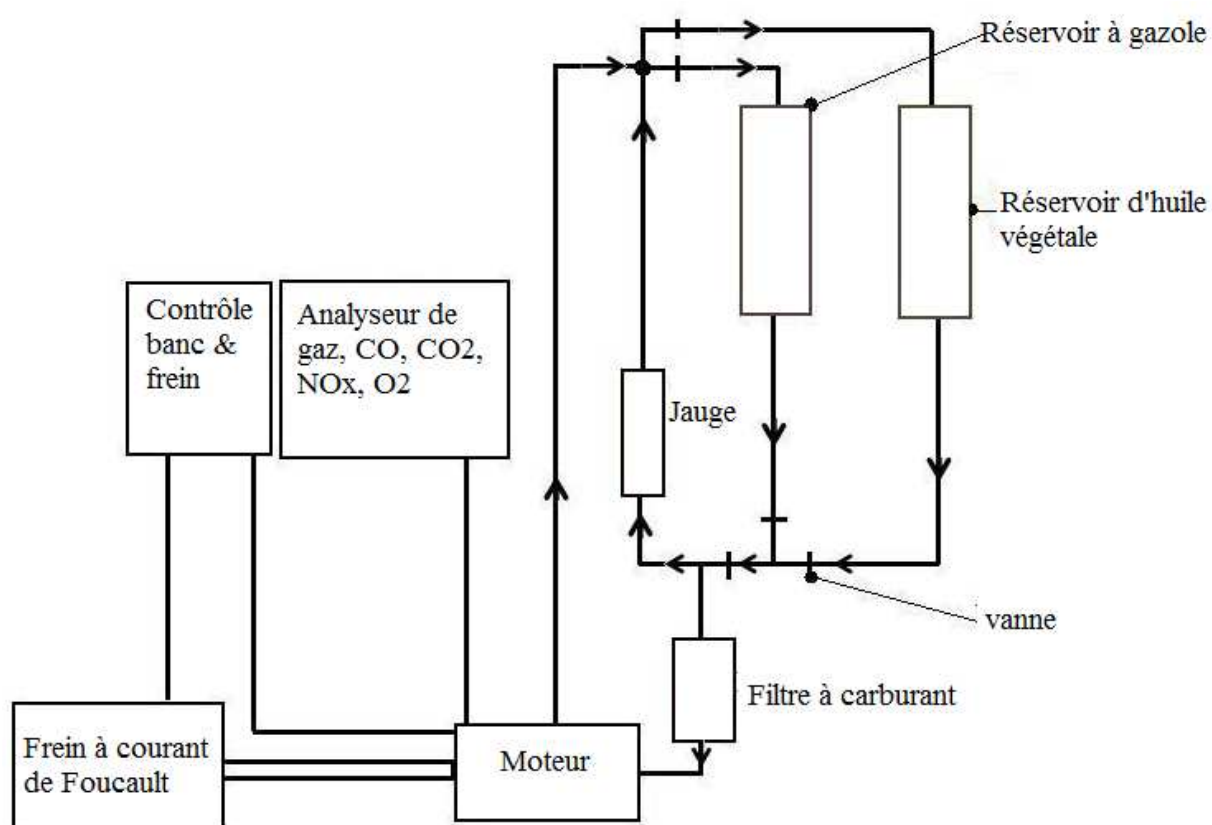 Réservoir à gazole
Réservoir d'huile
végétale
Contrôle
banc &
frein
Analyseur de
gaz, CO, CO2,
NOx, O2
Jauge
vanne
Filtre à carburant
Frein à courant
de Foucault
Moteur